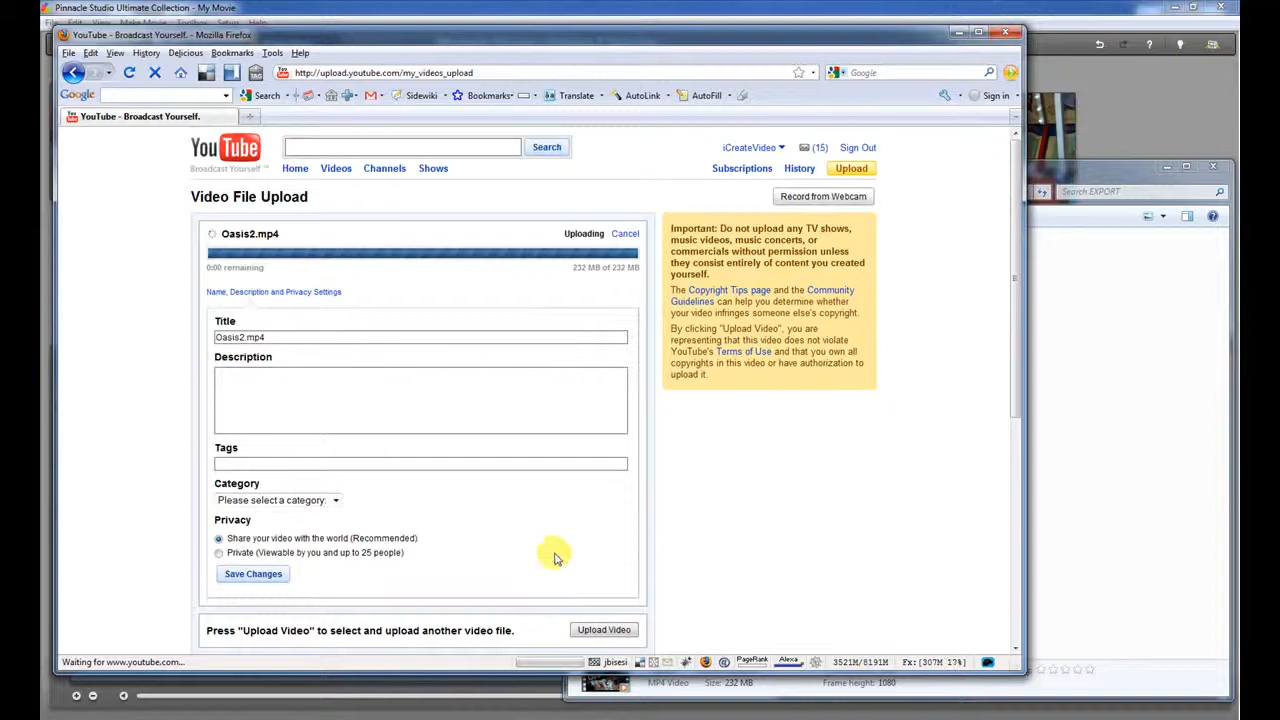 Pinnacle Studio Ultimate Collection - My Movie
YouTube - Broadcast Yourself. - Mozilla Firefox
File Edit View History Delicious Bookmarks Tools Help
http://upload.youtube.com/my_videos_upload
Google
Google Search Sidewiki Bookmarks Translate AutoLink AutoFill Sign in
YouTube - Broadcast Yourself.
YouTube
Broadcast Yourself ™
Search
iCreateVideo (15) Sign Out
Home Videos Channels Shows
Subscriptions History Upload
Search EXPORT
Video File Upload
Record from Webcam
Oasis2.mp4 Uploading Cancel
0:00 remaining 232 MB of 232 MB
Name, Description and Privacy Settings
Title
Oasis2.mp4
Description
Tags
Category
Please select a category:
Privacy
Share your video with the world (Recommended)
Private (Viewable by you and up to 25 people)
Save Changes
Press "Upload Video" to select and upload another video file. Upload Video
Important: Do not upload any TV shows,
music videos, music concerts, or
commercials without permission unless
they consist entirely of content you created
yourself.
The Copyright Tips page and the Community
Guidelines can help you determine whether
your video infringes someone else's copyright.
By clicking "Upload Video", you are
representing that this video does not violate
YouTube's Terms of Use and that you own all
copyrights in this video or have authorization to
upload it.
Waiting for www.youtube.com... jbisesi PageRank Alexa 3521M/8191M Fx:[307M 17%]
MP4 Video Size: 232 MB Frame height: 1080